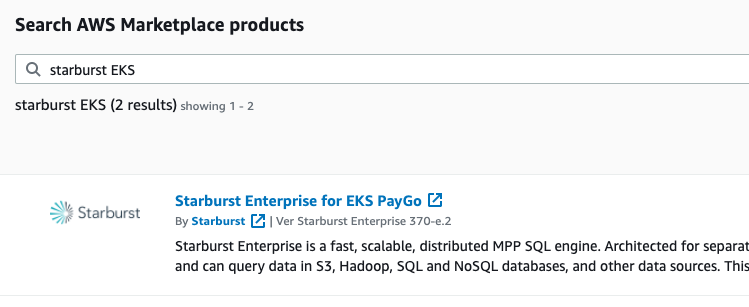 Search AWS Marketplace products
starburst EKS
starburst EKS (2 results) showing 1 - 2
Starburst
Starburst Enterprise for EKS PayGo
By Starburst | Ver Starburst Enterprise 370-e.2
Starburst Enterprise is a fast, scalable, distributed MPP SQL engine. Architected for separat
and can query data in S3, Hadoop, SQL and NoSQL databases, and other data sources. This